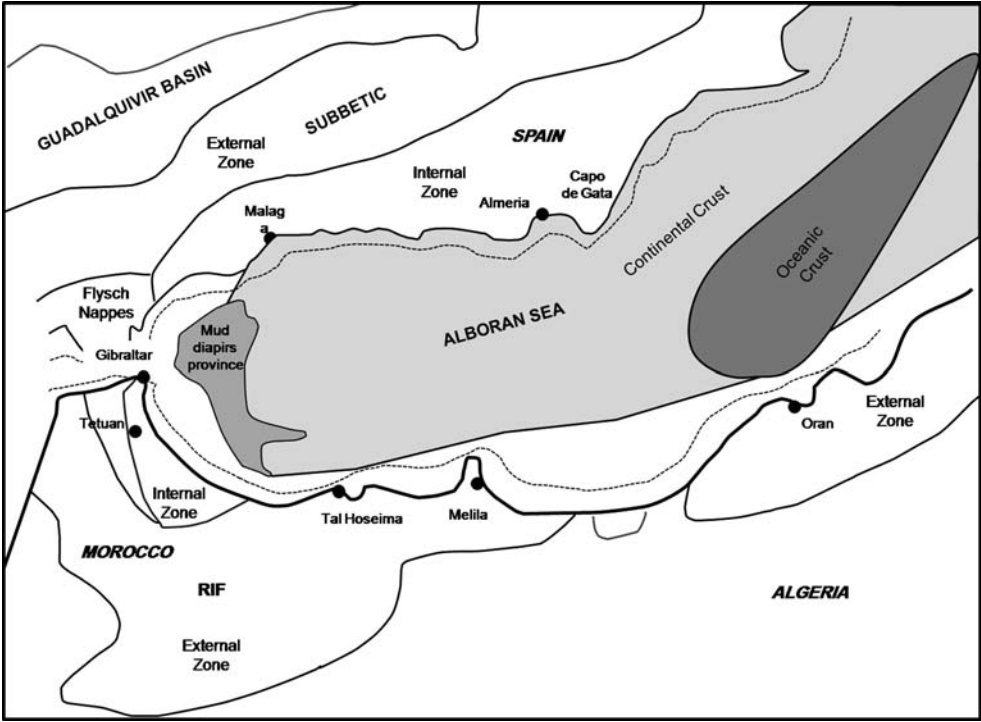 GUADALQUIVIR BASIN
SUBBETIC
External
Zone
SPAIN
Internal
Zone
Capo
de Gata
Almeria
Malag
a
Continental Crust
Oceanic
Crust
Flysch
Nappes
Mud
diapirs
province
ALBORAN SEA
Gibraltar
Tetuan
Oran
External
Zone
Internal
Zone
Tal Hoseima
Melila
MOROCCO
RIF
ALGERIA
External
Zone